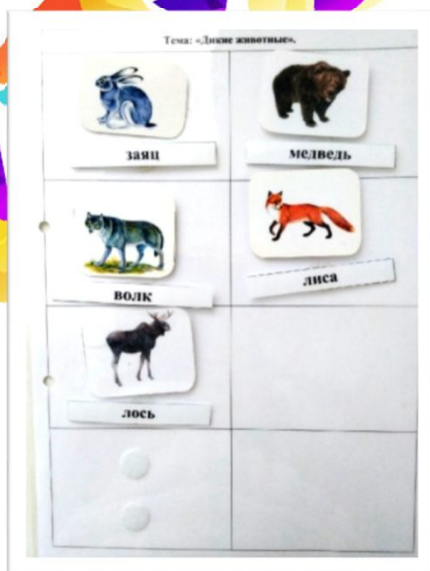 Тема: «Дикие животные».
заяц
медведь
волк
лиса
лось